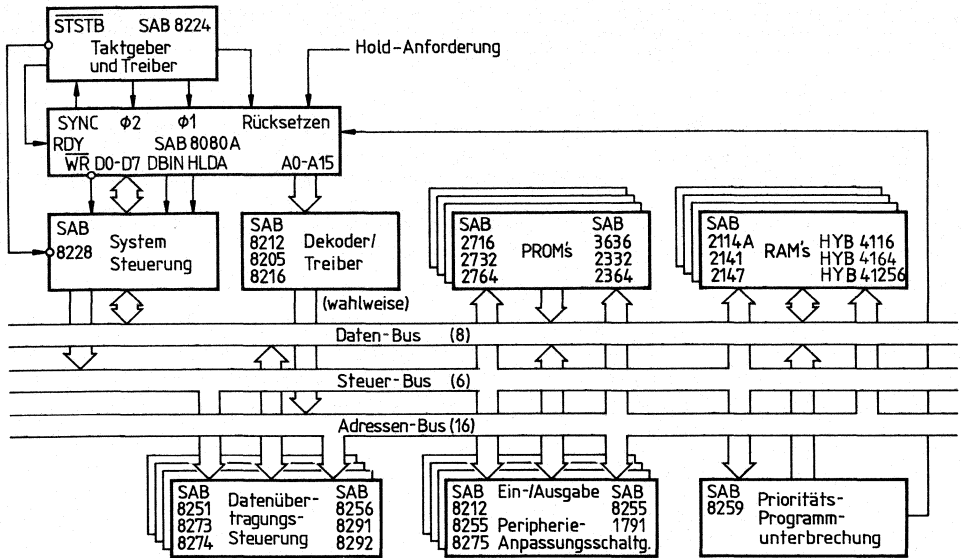 S̅T̅S̅T̅B̅ SAB 8224
Taktgeber
und Treiber
Hold-Anforderung
SYNC ϕ2 ϕ1 Rücksetzen
RDY SAB 8080A
W̅R̅ D0-D7 DBIN HLDA A0-A15
SAB
8228
System
Steuerung
SAB
8212
8205
8216
Dekoder/
Treiber
(wahlweise)
SAB
2716
2732
2764
PROM's
SAB
3636
2332
2364
SAB
2114A
2141
2147
RAM's
HYB 4116
HYB 4164
HYB 41256
Daten-Bus (8)
Steuer-Bus (6)
Adressen-Bus (16)
SAB
8251
8273
8274
Datenüber-
tragungs-
Steuerung
SAB
8256
8291
8292
SAB
8212
8255
8275
Ein-/Ausgabe
Peripherie-
Anpassungsschaltg.
SAB
8255
1791
SAB
8259
Prioritäts-
Programm-
unterbrechung